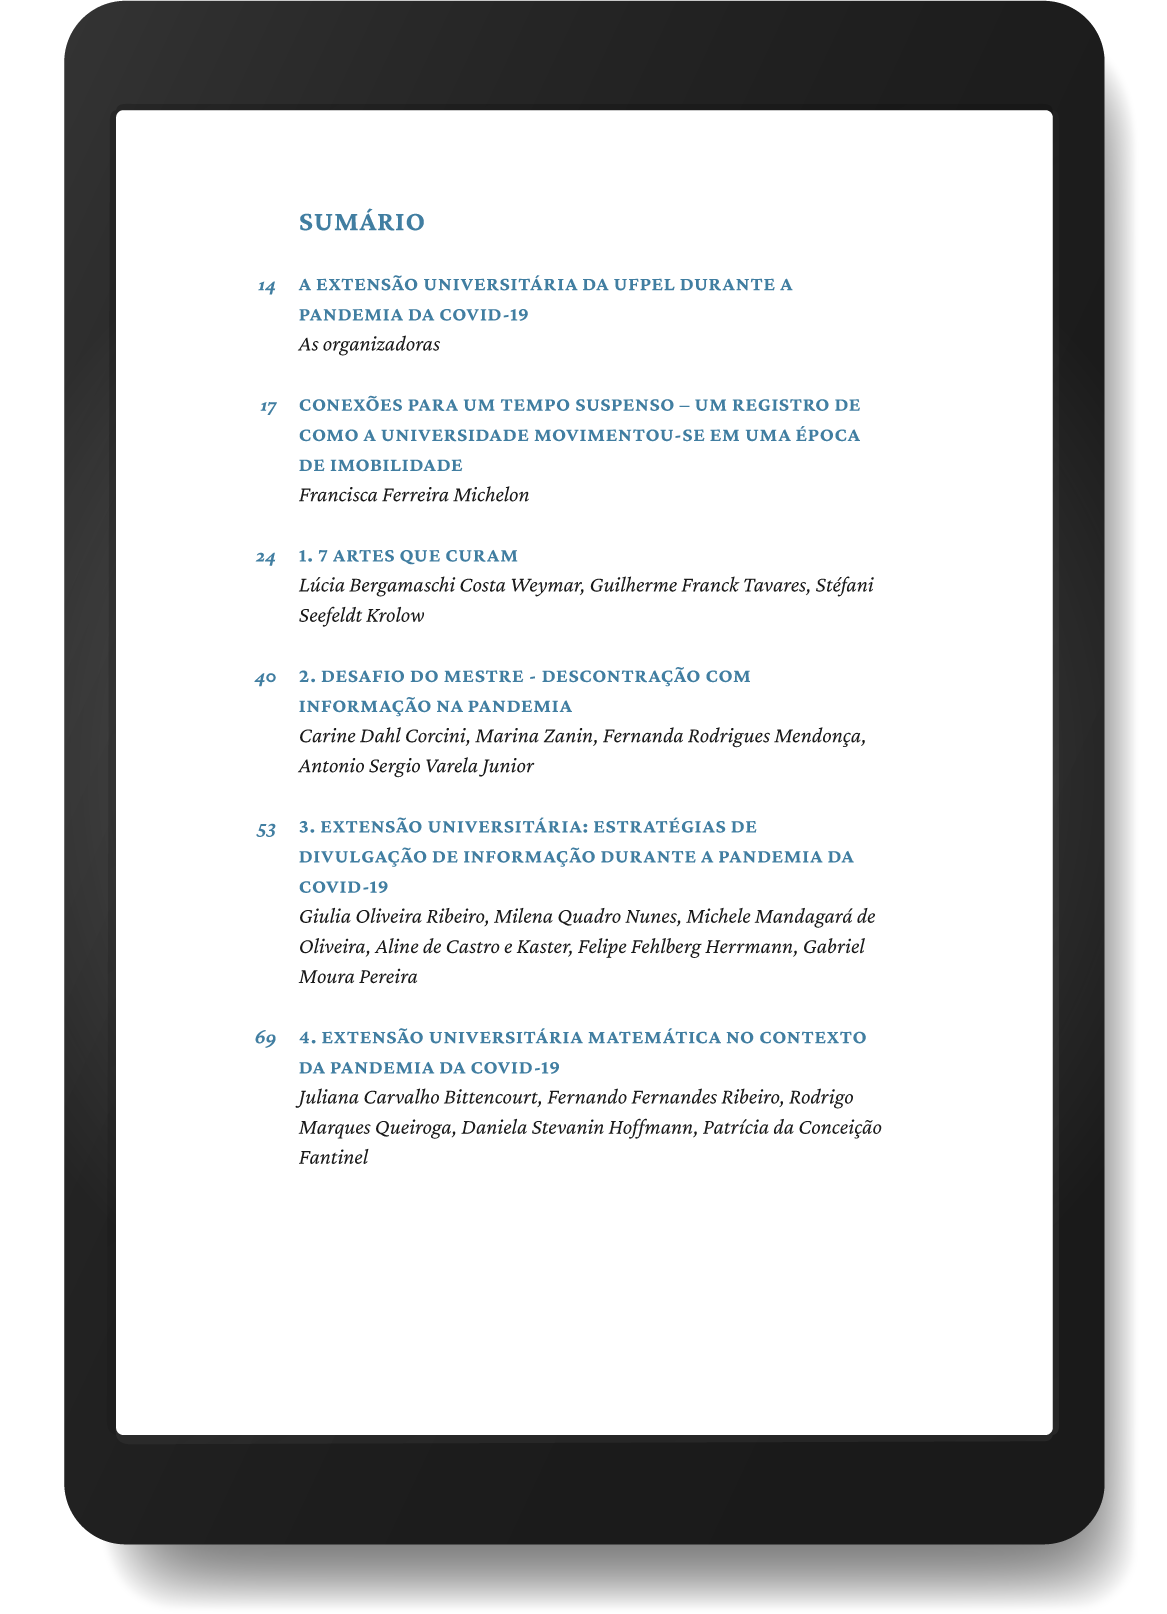 SUMÁRIO
14 A EXTENSÃO UNIVERSITÁRIA DA UFPEL DURANTE A
PANDEMIA DA COVID-19
As organizadoras
17 CONEXÕES PARA UM TEMPO SUSPENSO – UM REGISTRO DE
COMO A UNIVERSIDADE MOVIMENTOU-SE EM UMA ÉPOCA
DE IMOBILIDADE
Francisca Ferreira Michelon
24 1. 7 ARTES QUE CURAM
Lúcia Bergamaschi Costa Weymar, Guilherme Franck Tavares, Stéfani
Seefeldt Krolow
40 2. DESAFIO DO MESTRE - DESCONTRAÇÃO COM
INFORMAÇÃO NA PANDEMIA
Carine Dahl Corcini, Marina Zanin, Fernanda Rodrigues Mendonça,
Antonio Sergio Varela Junior
53 3. EXTENSÃO UNIVERSITÁRIA: ESTRATÉGIAS DE
DIVULGAÇÃO DE INFORMAÇÃO DURANTE A PANDEMIA DA
COVID-19
Giulia Oliveira Ribeiro, Milena Quadro Nunes, Michele Mandagará de
Oliveira, Aline de Castro e Kaster, Felipe Fehlberg Herrmann, Gabriel
Moura Pereira
69 4. EXTENSÃO UNIVERSITÁRIA MATEMÁTICA NO CONTEXTO
DA PANDEMIA DA COVID-19
Juliana Carvalho Bittencourt, Fernando Fernandes Ribeiro, Rodrigo
Marques Queiroga, Daniela Stevanin Hoffmann, Patrícia da Conceição
Fantinel